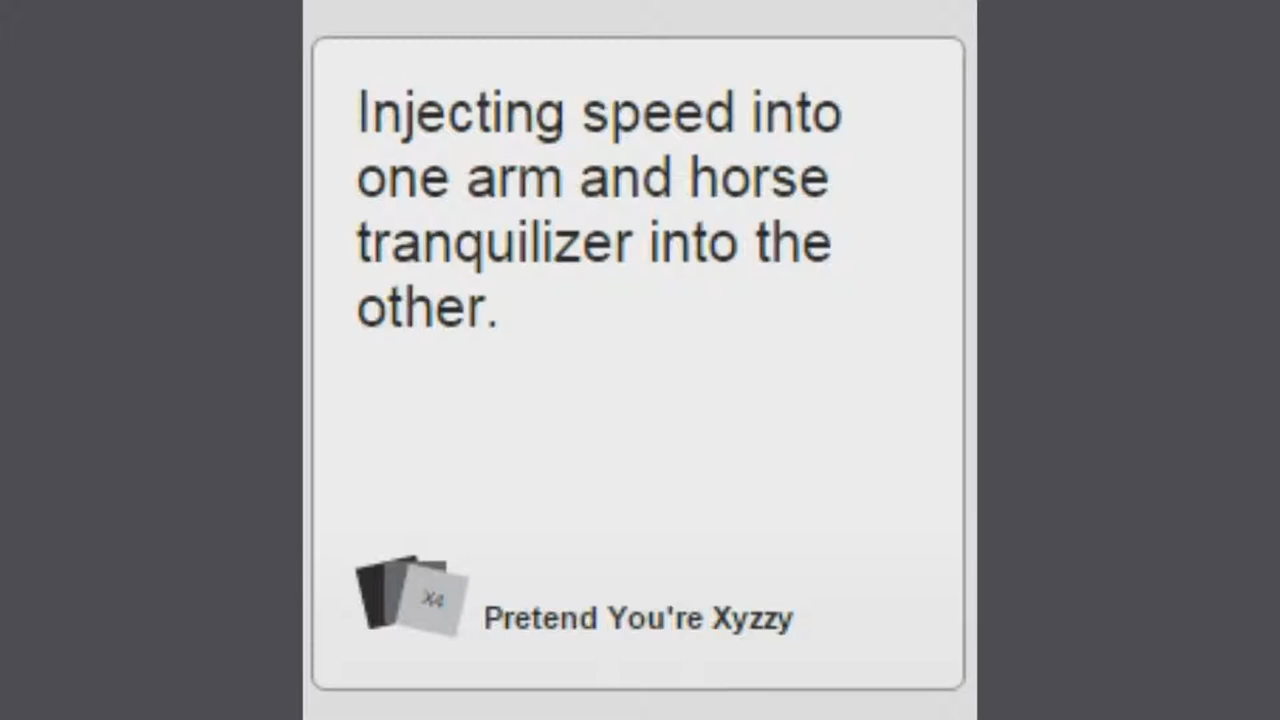 Injecting speed into
one arm and horse
tranquilizer into the
other.
X4
Pretend You're Xyzzy